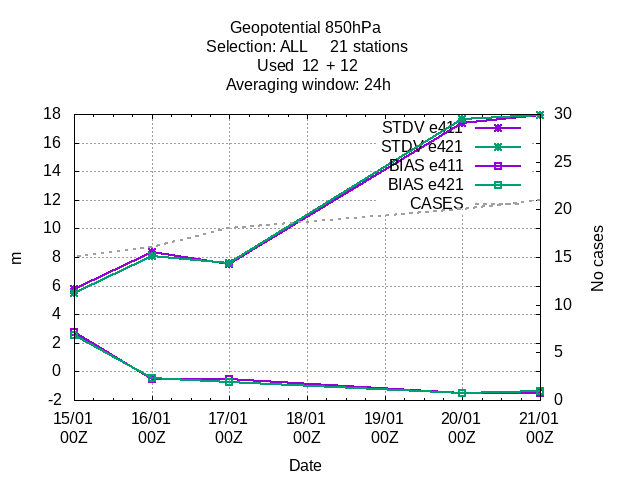 Geopotential 850hPa
Selection: ALL 21 stations
Used 12 + 12
Averaging window: 24h
18 30
16
14
12
10
8
6
4
2
0
-2
25
20
15
10
5
0
m
No cases
STDV e411
STDV e421
BIAS e411
BIAS e421
CASES
15/01 16/01 17/01 18/01 19/01 20/01 21/01
00Z 00Z 00Z 00Z 00Z 00Z 00Z
Date